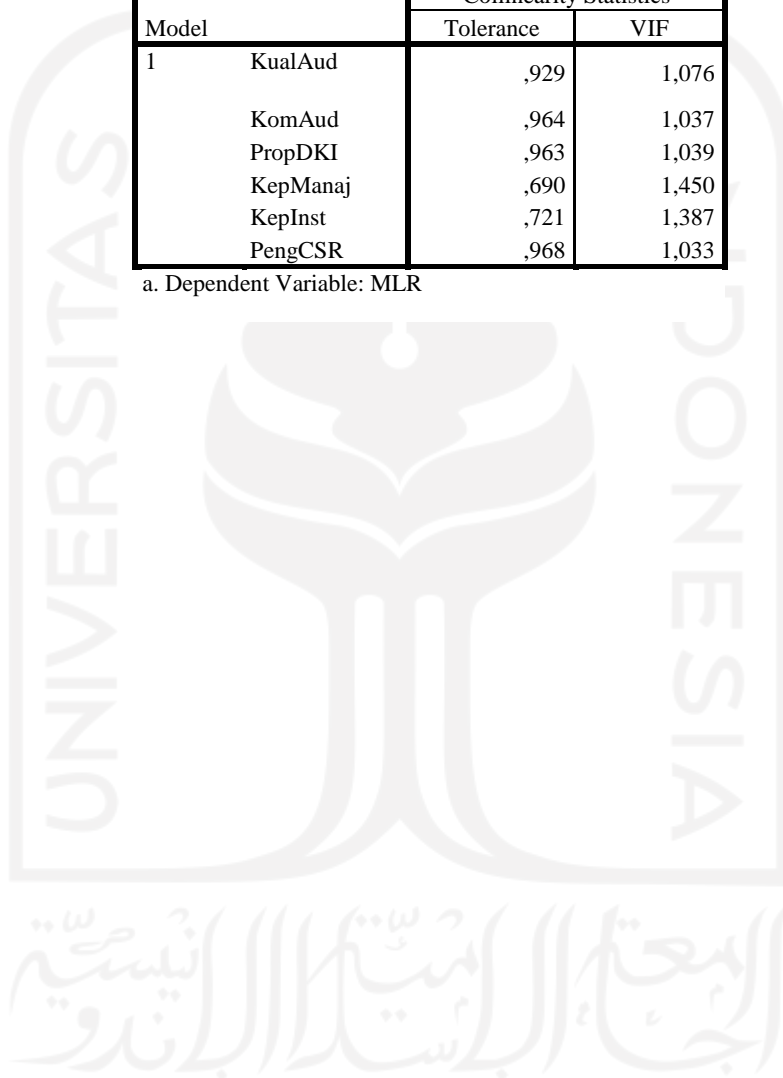 Collinearity Statistics
Model Tolerance VIF
1 KualAud ,929 1,076
KomAud ,964 1,037
PropDKI ,963 1,039
KepManaj ,690 1,450
KepInst ,721 1,387
PengCSR ,968 1,033
a. Dependent Variable: MLR
UNIVERSITAS